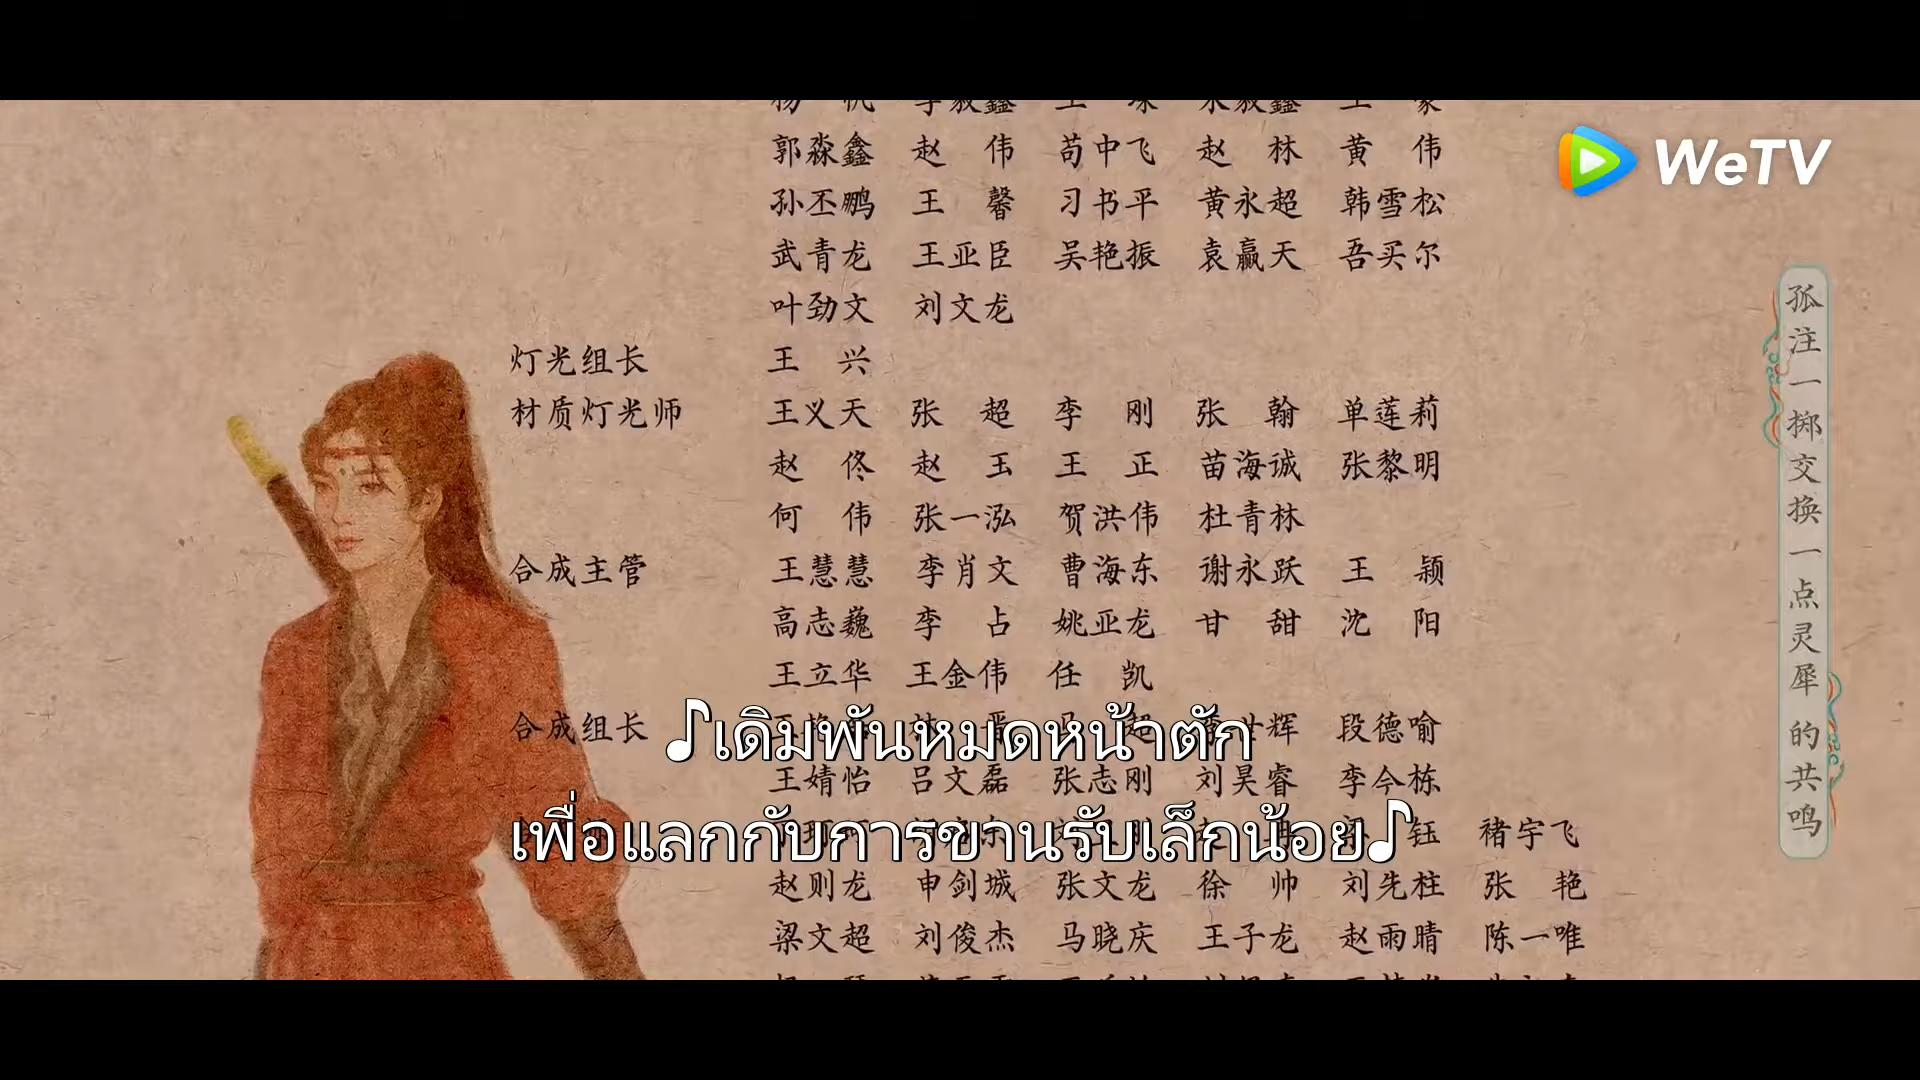 郭淼鑫 赵 伟 苟中飞 赵 林 黄 伟
孙丕鹏 王 馨 习书平 黄永超 韩雪松
武青龙 王亚臣 吴艳振 袁赢天 吾买尔
叶劲文 刘文龙
灯光组长 王 兴
材质灯光师 王义天 张 超 李 刚 张 翰 单莲莉
赵 佟 赵 玉 王 正 苗海诚 张黎明
何 伟 张一泓 贺洪伟 杜青林
合成主管 王慧慧 李肖文 曹海东 谢永跃 王 颖
高志巍 李 占 姚亚龙 甘 甜 沈 阳
王立华 王金伟 任 凯
合成组长 段德喻
王婧怡 吕文磊 张志刚 刘昊睿 李今栋
褚宇飞
赵则龙 申剑城 张文龙 徐 帅 刘先柱 张 艳
梁文超 刘俊杰 马晓庆 王子龙 赵雨晴 陈一唯
♪เดิมพันหมดหน้าตัก
เพื่อแลกกับการขานรับเล็กน้อย♪
WeTV
孤注一掷交换一点灵犀 的共鸣